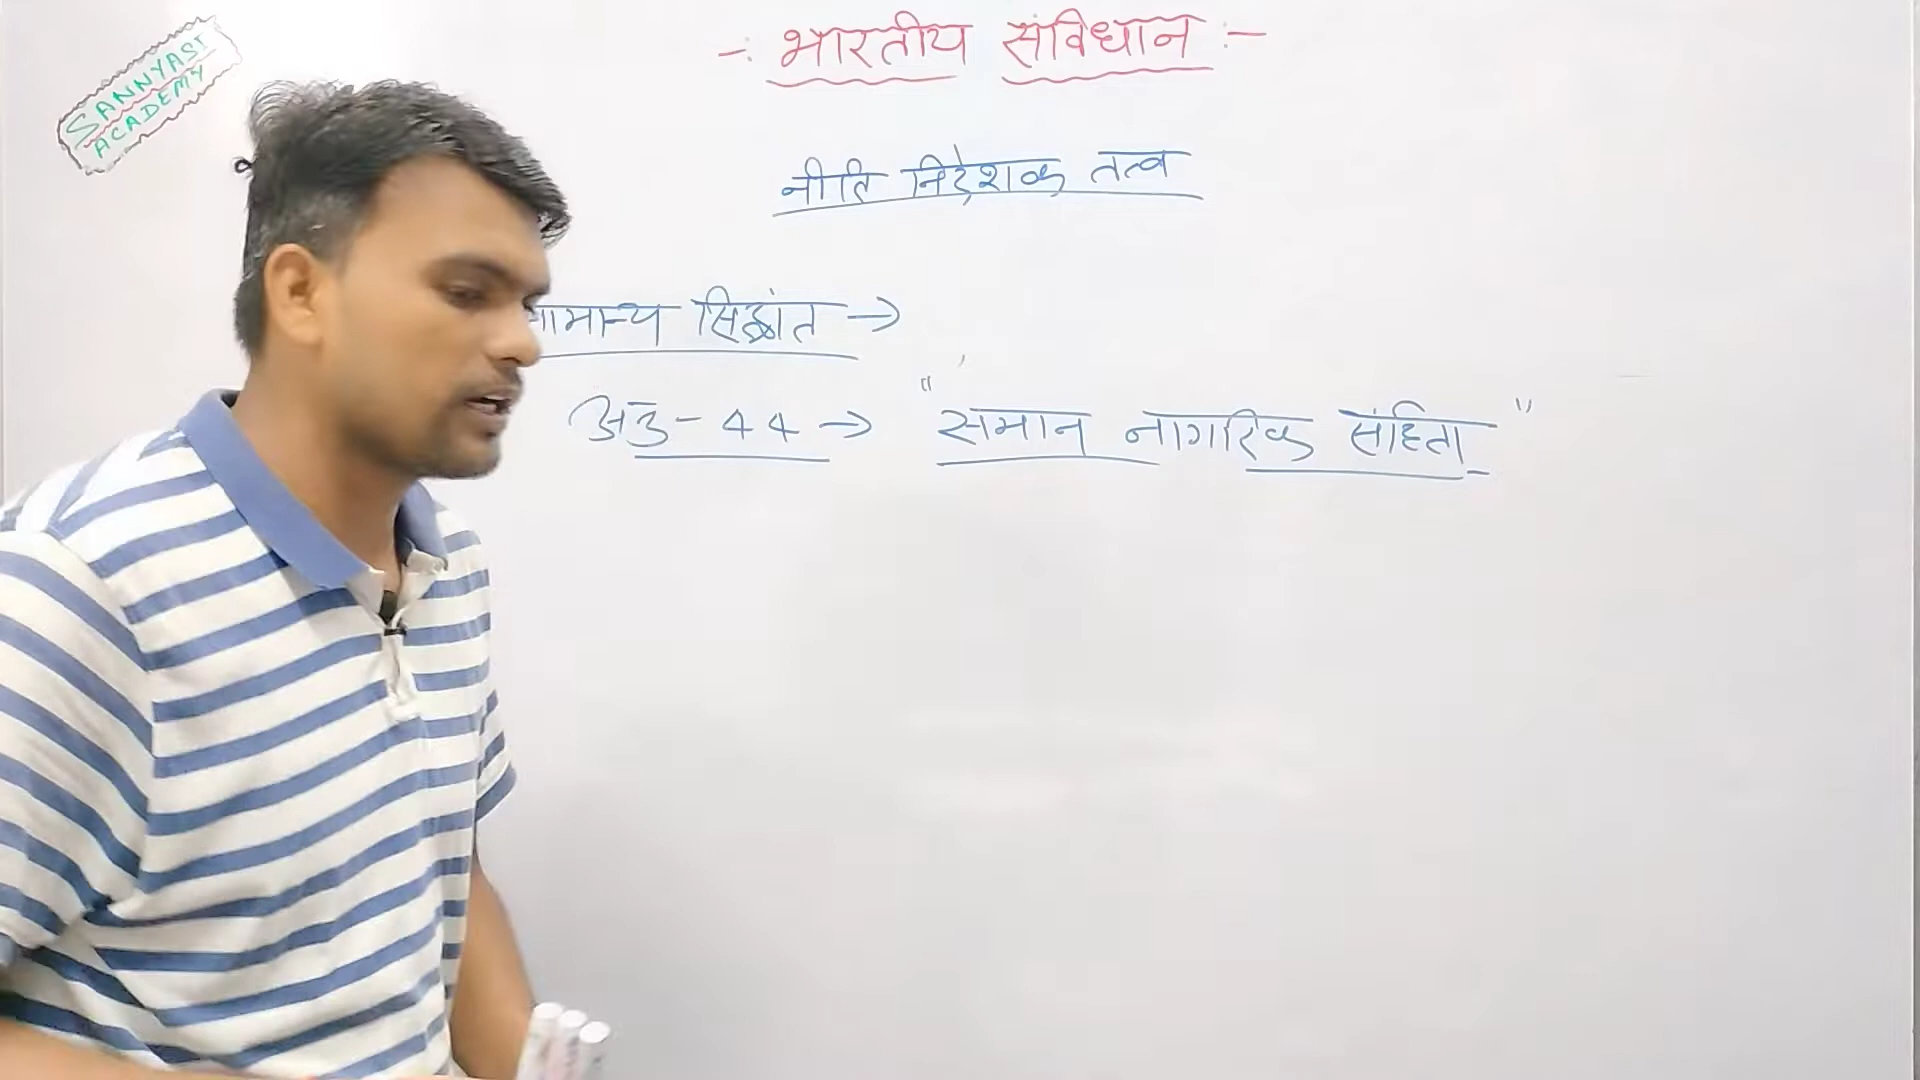 SANNYASI
ACADEMY
-: भारतीय संविधान :-
नीति निदेशक तत्व
सामान्य सिद्धांत →
अनु - 44 → "समान नागरिक संहिता"